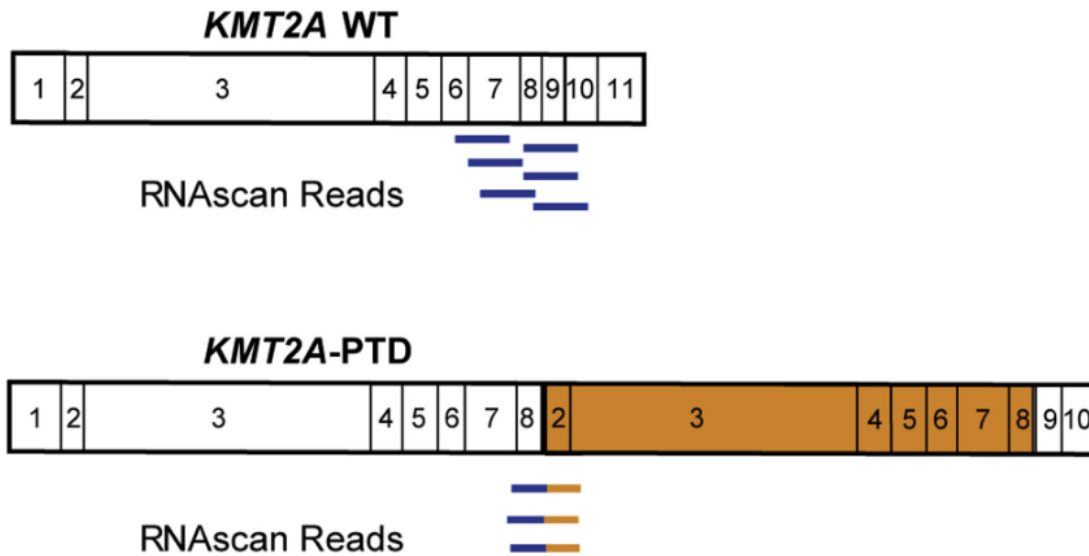 KMT2A WT
1 2 3 4 5 6 7 8 9 10 11
RNAscan Reads
KMT2A-PTD
1 2 3 4 5 6 7 8 2 3 4 5 6 7 8 9 10
RNAscan Reads